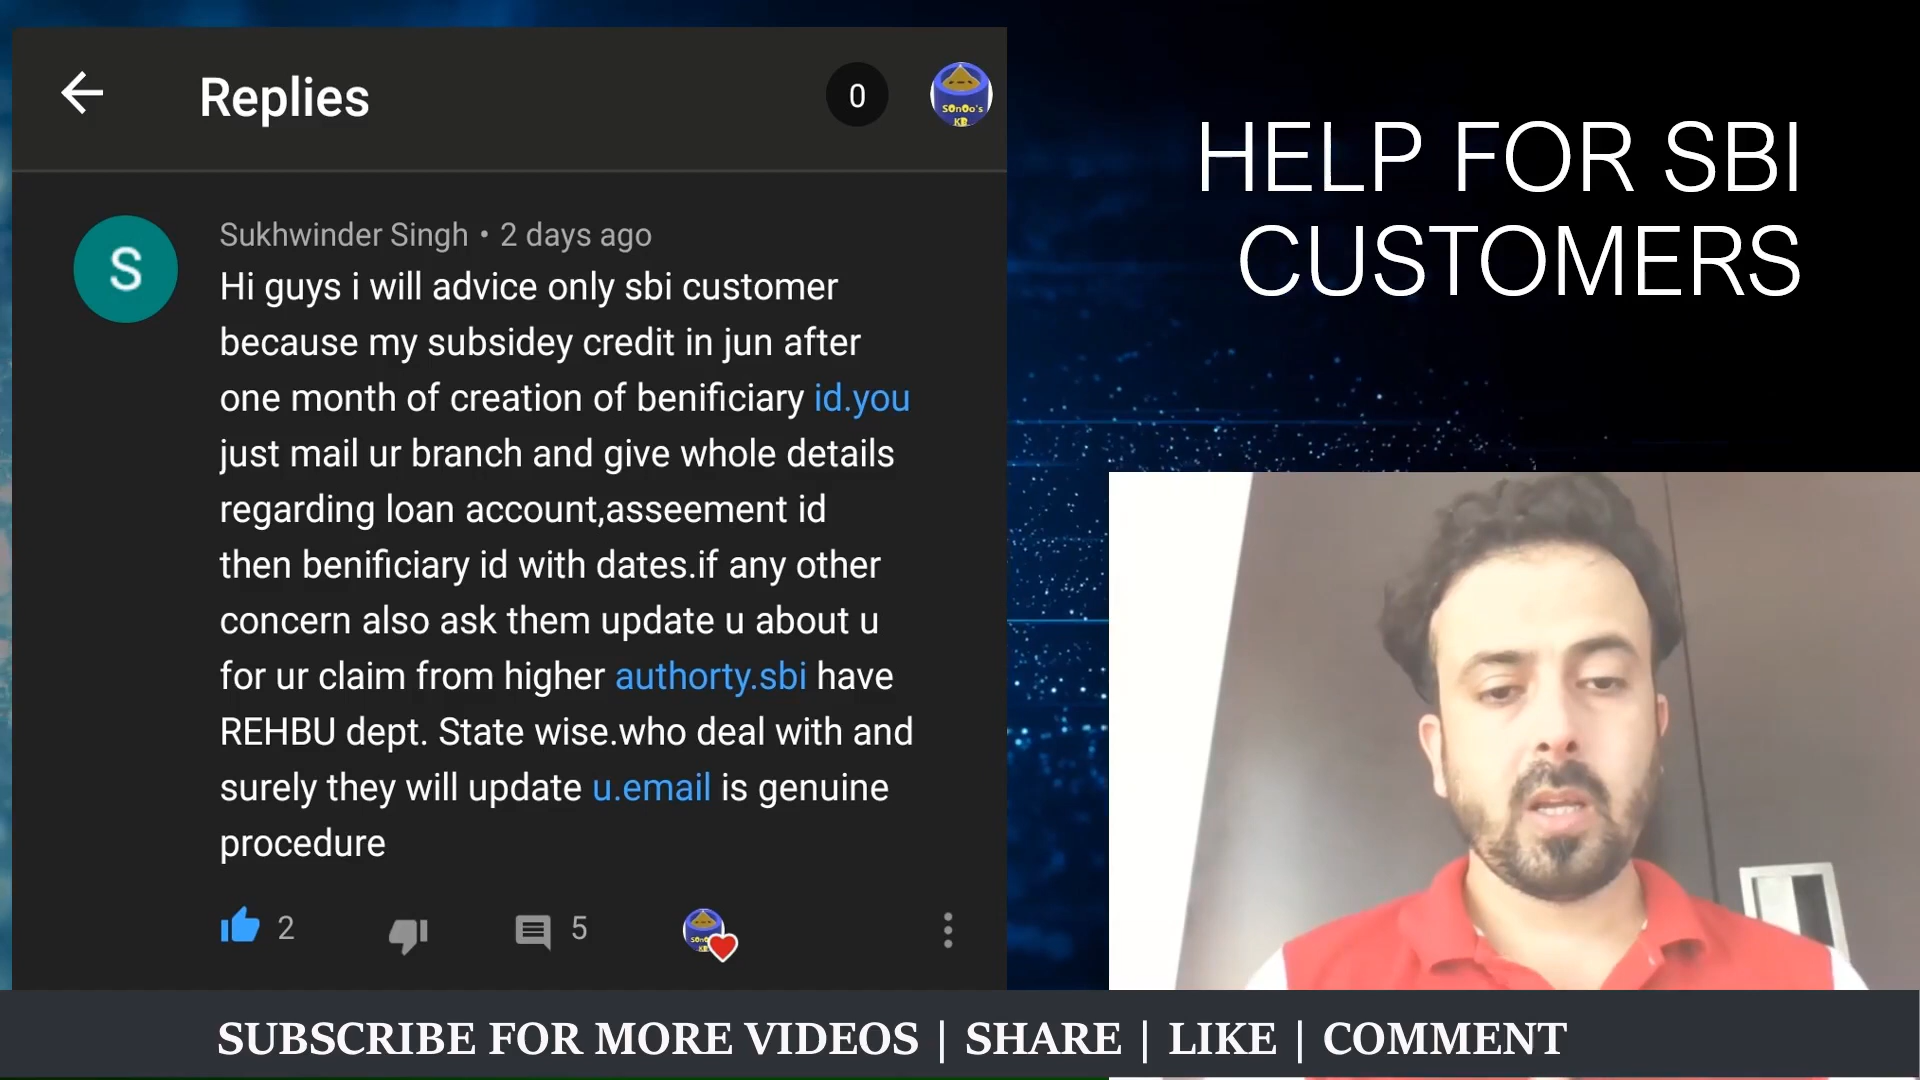 Replies
0
SOnOo's
KD
S
Sukhwinder Singh • 2 days ago
Hi guys i will advice only sbi customer
because my subsidey credit in jun after
one month of creation of benificiary id.you
just mail ur branch and give whole details
regarding loan account,asseement id
then benificiary id with dates.if any other
concern also ask them update u about u
for ur claim from higher authorty.sbi have
REHBU dept. State wise.who deal with and
surely they will update u.email is genuine
procedure
2
5
HELP FOR SBI
CUSTOMERS
SUBSCRIBE FOR MORE VIDEOS | SHARE | LIKE | COMMENT